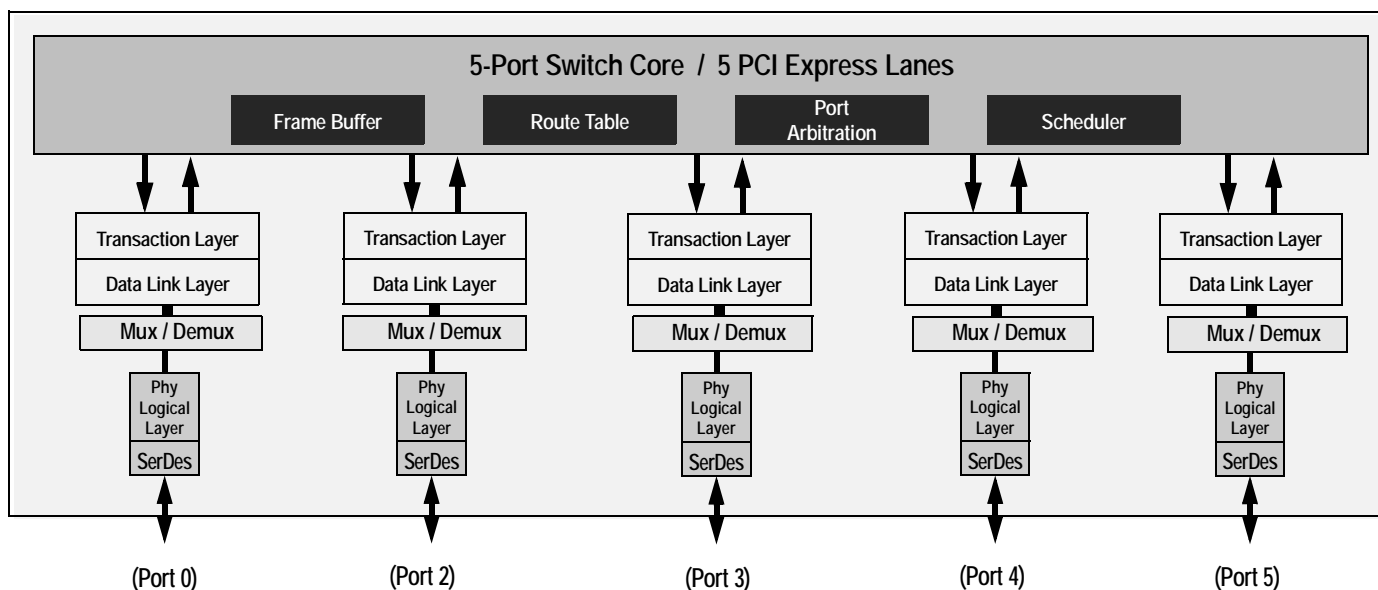 5-Port Switch Core / 5 PCI Express Lanes
Frame Buffer
Route Table
Port
Arbitration
Scheduler
Transaction Layer
Transaction Layer
Transaction Layer
Transaction Layer
Transaction Layer
Data Link Layer
Data Link Layer
Data Link Layer
Data Link Layer
Data Link Layer
Mux / Demux
Mux / Demux
Mux / Demux
Mux / Demux
Mux / Demux
Phy
Logical
Layer
Phy
Logical
Layer
Phy
Logical
Layer
Phy
Logical
Layer
Phy
Logical
Layer
SerDes
SerDes
SerDes
SerDes
SerDes
(Port 0)
(Port 2)
(Port 3)
(Port 4)
(Port 5)